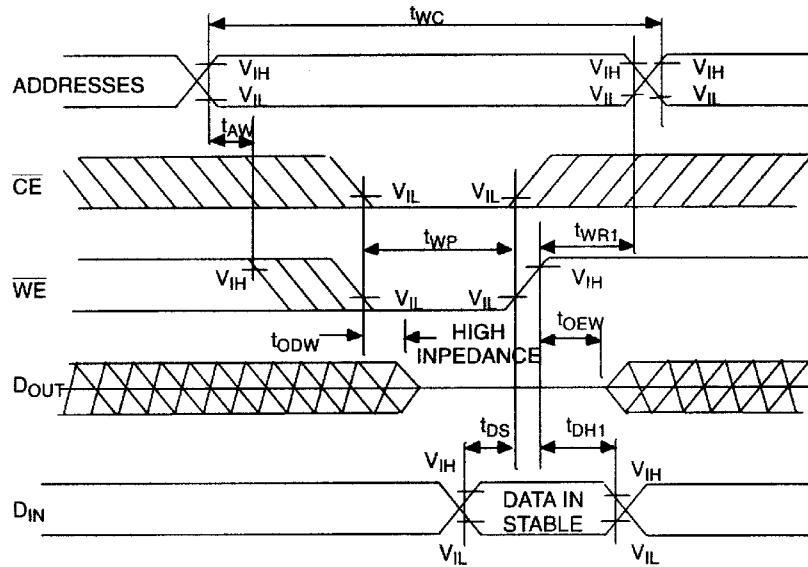 tWC
ADDRESSES
VIH
VIL
VIH
VIL
VIH
VIL
tAW
CE
VIL
VIL
tWP
tWR1
WE
VIH
VIL
VIL
VIH
tODW
HIGH
INPEDANCE
tOEW
DOUT
tDS
tDH1
VIH
VIH
DIN
DATA IN
STABLE
VIL
VIL